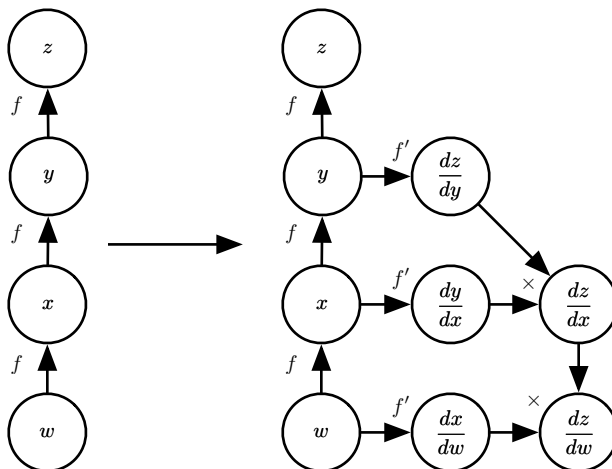 z z
f f
y f′ dz/dy
f f
x f′ dy/dx × dz/dx
f f
w f′ dx/dw × dz/dw